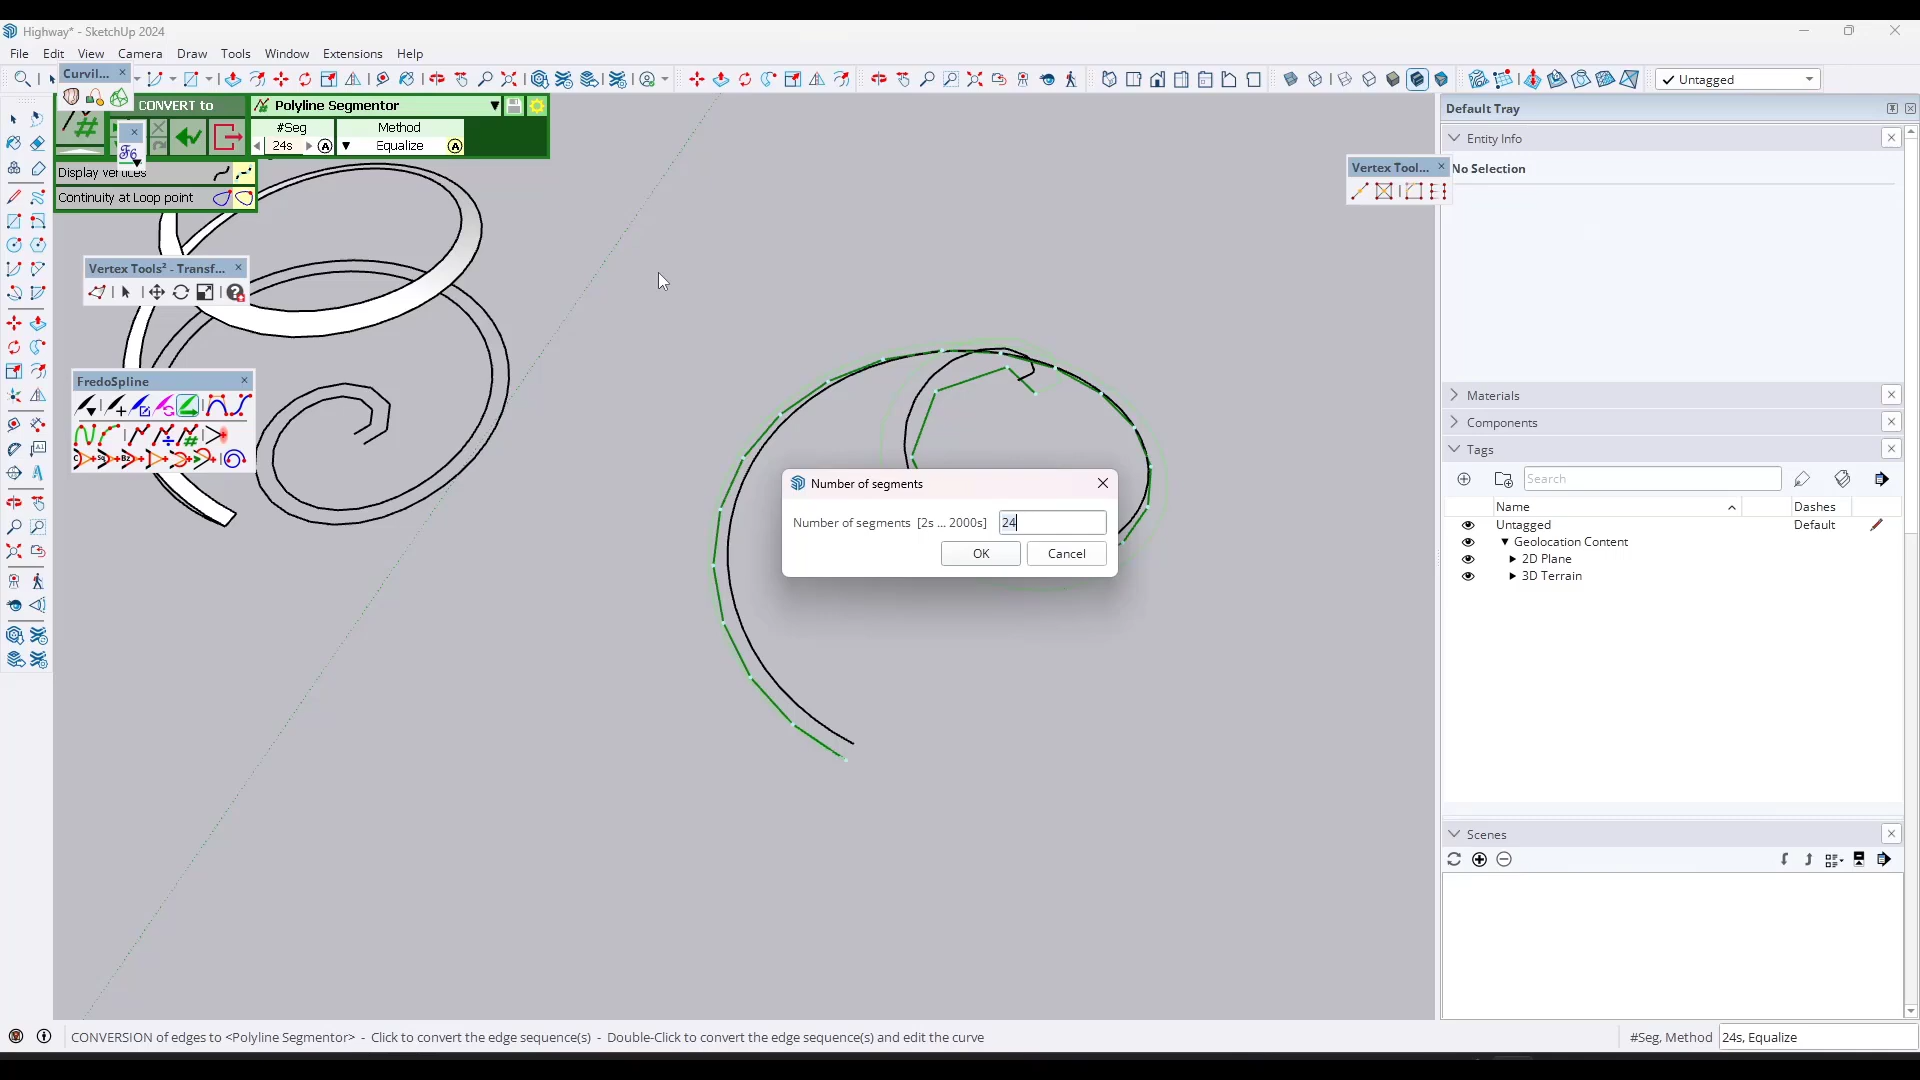 Highway* - SketchUp 2024
File Edit View Camera Draw Tools Window Extensions Help
Curvil...
Untagged
CONVERT to
Polyline Segmentor
#Seg
Method
24s
Equalize
Display vertices
Continuity at Loop point
Vertex Tools² - Transf...
FredoSpline
Vertex Tool...
Number of segments
Number of segments [2s ... 2000s] 24
OK Cancel
Default Tray
Entity Info
No Selection
Materials
Components
Tags
Search
Name Dashes
Untagged Default
Geolocation Content
2D Plane
3D Terrain
Scenes
CONVERSION of edges to <Polyline Segmentor> - Click to convert the edge sequence(s) - Double-Click to convert the edge sequence(s) and edit the curve
#Seg, Method 24s, Equalize